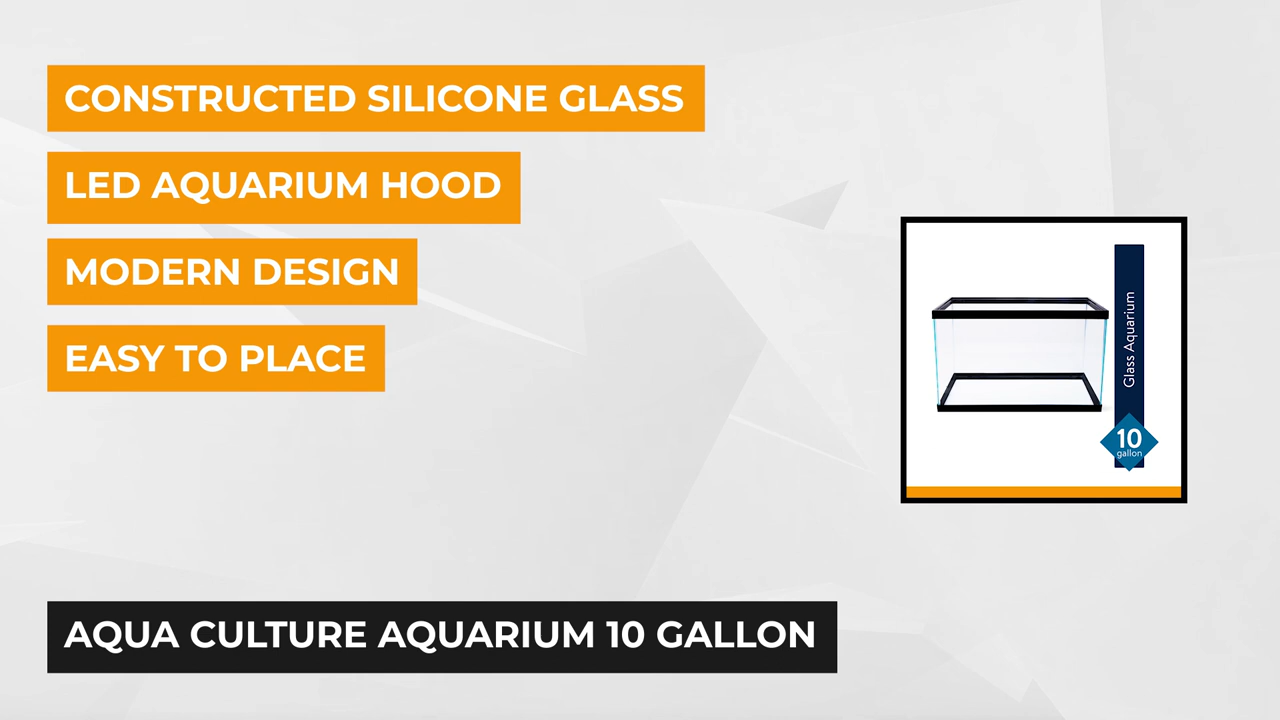 CONSTRUCTED SILICONE GLASS
LED AQUARIUM HOOD
MODERN DESIGN
EASY TO PLACE
Glass Aquarium
10
gallon
AQUA CULTURE AQUARIUM 10 GALLON